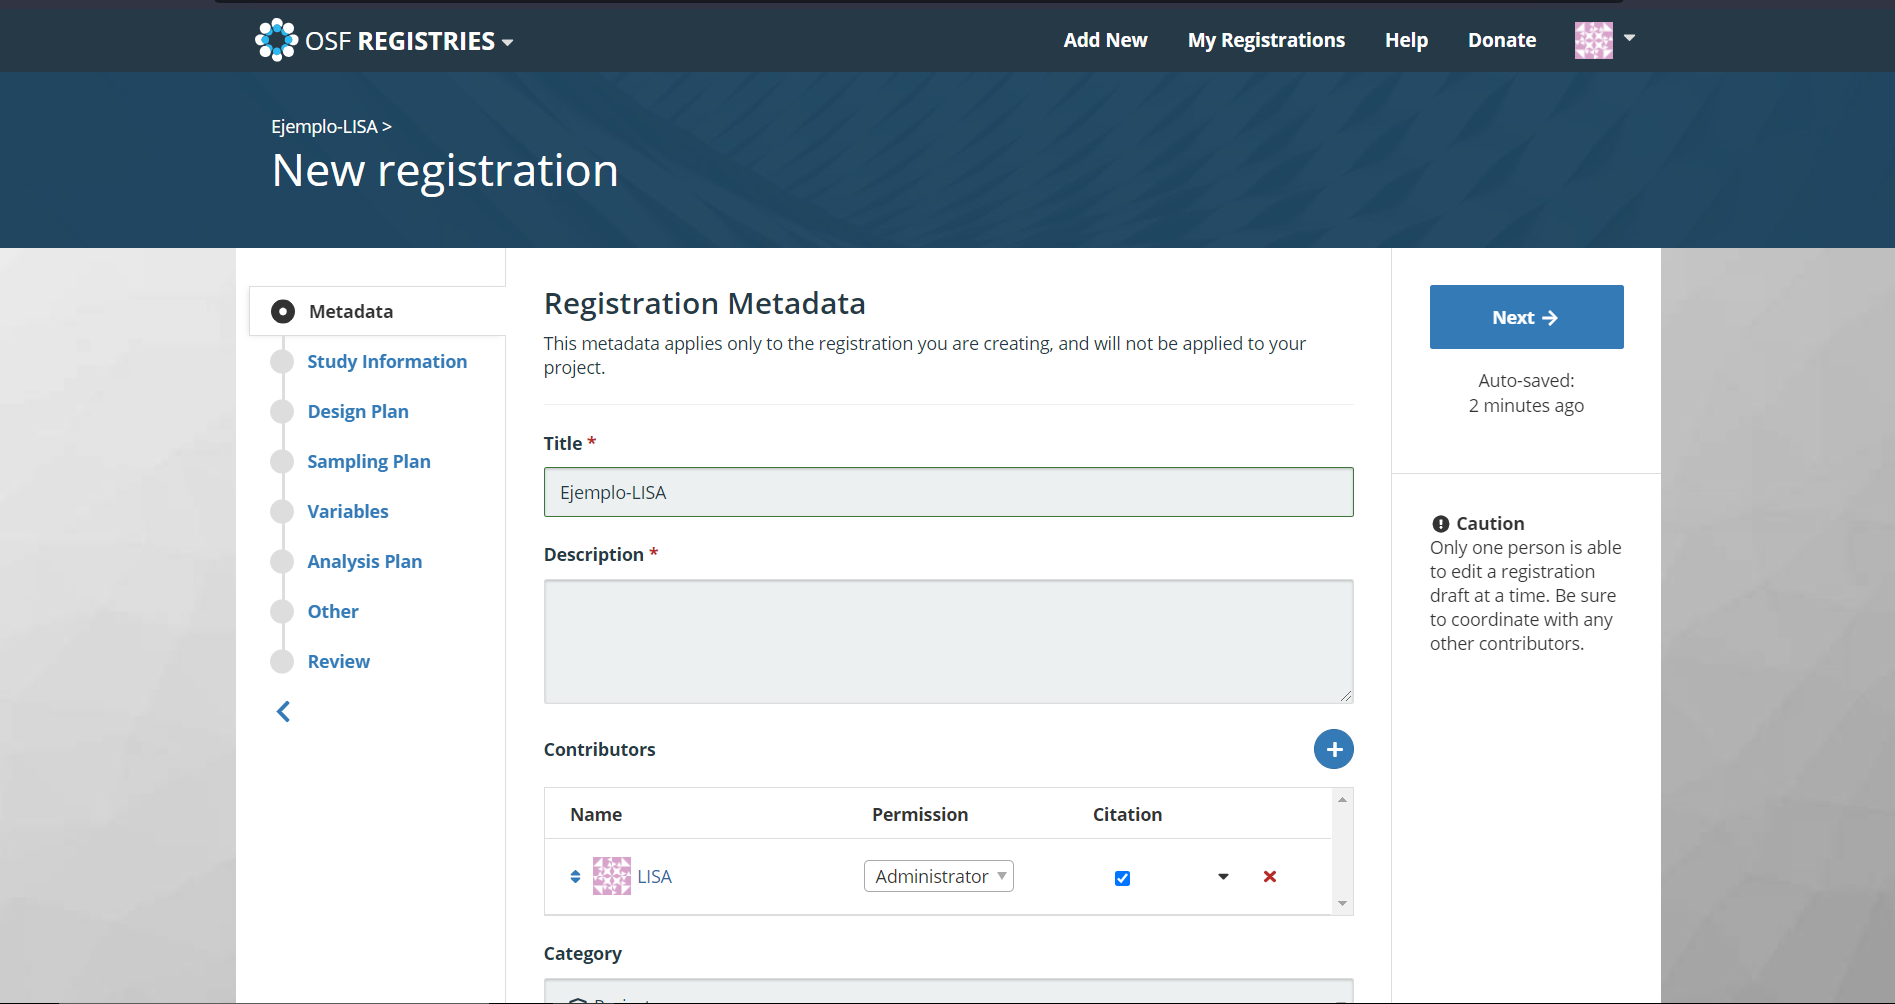 OSF REGISTRIES
Add New
My Registrations
Help
Donate
Ejemplo-LISA >
New registration
Metadata
Study Information
Design Plan
Sampling Plan
Variables
Analysis Plan
Other
Review
Registration Metadata
This metadata applies only to the registration you are creating, and will not be applied to your
project.
Title *
Ejemplo-LISA
Description *
Contributors
Name
Permission
Citation
LISA
Administrator
Category
Next
Auto-saved:
2 minutes ago
Caution
Only one person is able
to edit a registration
draft at a time. Be sure
to coordinate with any
other contributors.